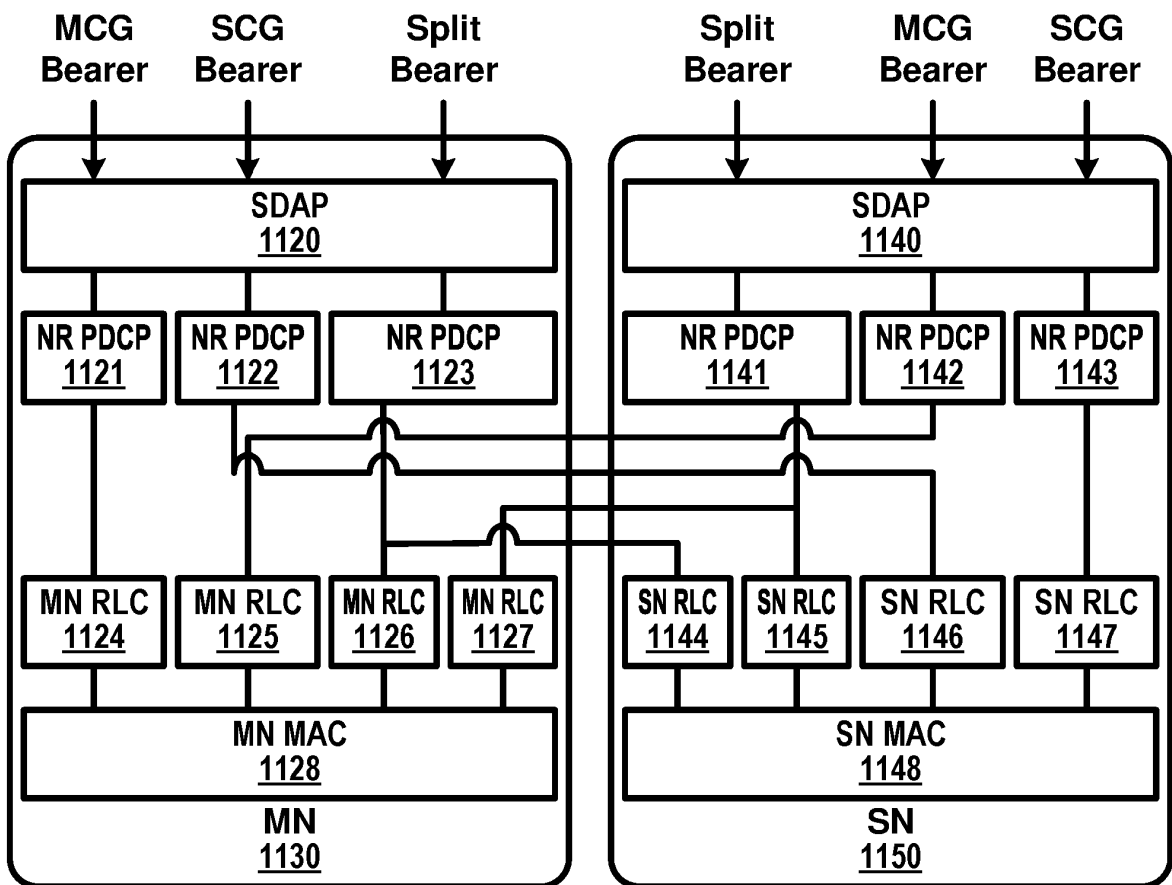 MCG
Bearer
SCG
Bearer
Split
Bearer
Split
Bearer
MCG
Bearer
SCG
Bearer
SDAP
1120
SDAP
1140
NR PDCP
1121
NR PDCP
1122
NR PDCP
1123
NR PDCP
1141
NR PDCP
1142
NR PDCP
1143
MN RLC
1124
MN RLC
1125
MN RLC
1126
MN RLC
1127
SN RLC
1144
SN RLC
1145
SN RLC
1146
SN RLC
1147
MN MAC
1128
SN MAC
1148
MN
1130
SN
1150